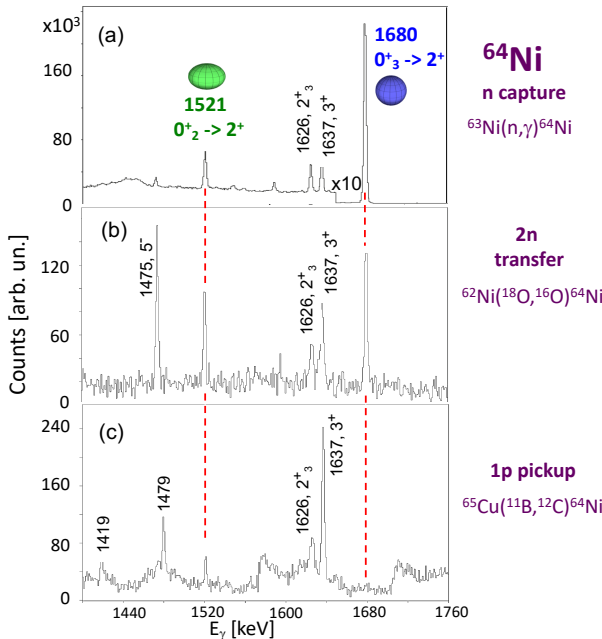 x10³
(a)
1680
0⁺₃ -> 2⁺
⁶⁴Ni
n capture
⁶³Ni(n,γ)⁶⁴Ni
160
1521
0⁺₂ -> 2⁺
1626, 2⁺₃
1637, 3⁺
80
x10
0
(b)
2n
transfer
⁶²Ni(¹⁸O,¹⁶O)⁶⁴Ni
120
1475, 5⁻
1626, 2⁺₃
1637, 3⁺
60
0
Counts [arb. un.]
(c)
1p pickup
⁶⁵Cu(¹¹B,¹²C)⁶⁴Ni
240
160
1419
1479
1626, 2⁺₃
1637, 3⁺
80
0
1440 1520 1600 1680 1760
Eᵧ [keV]